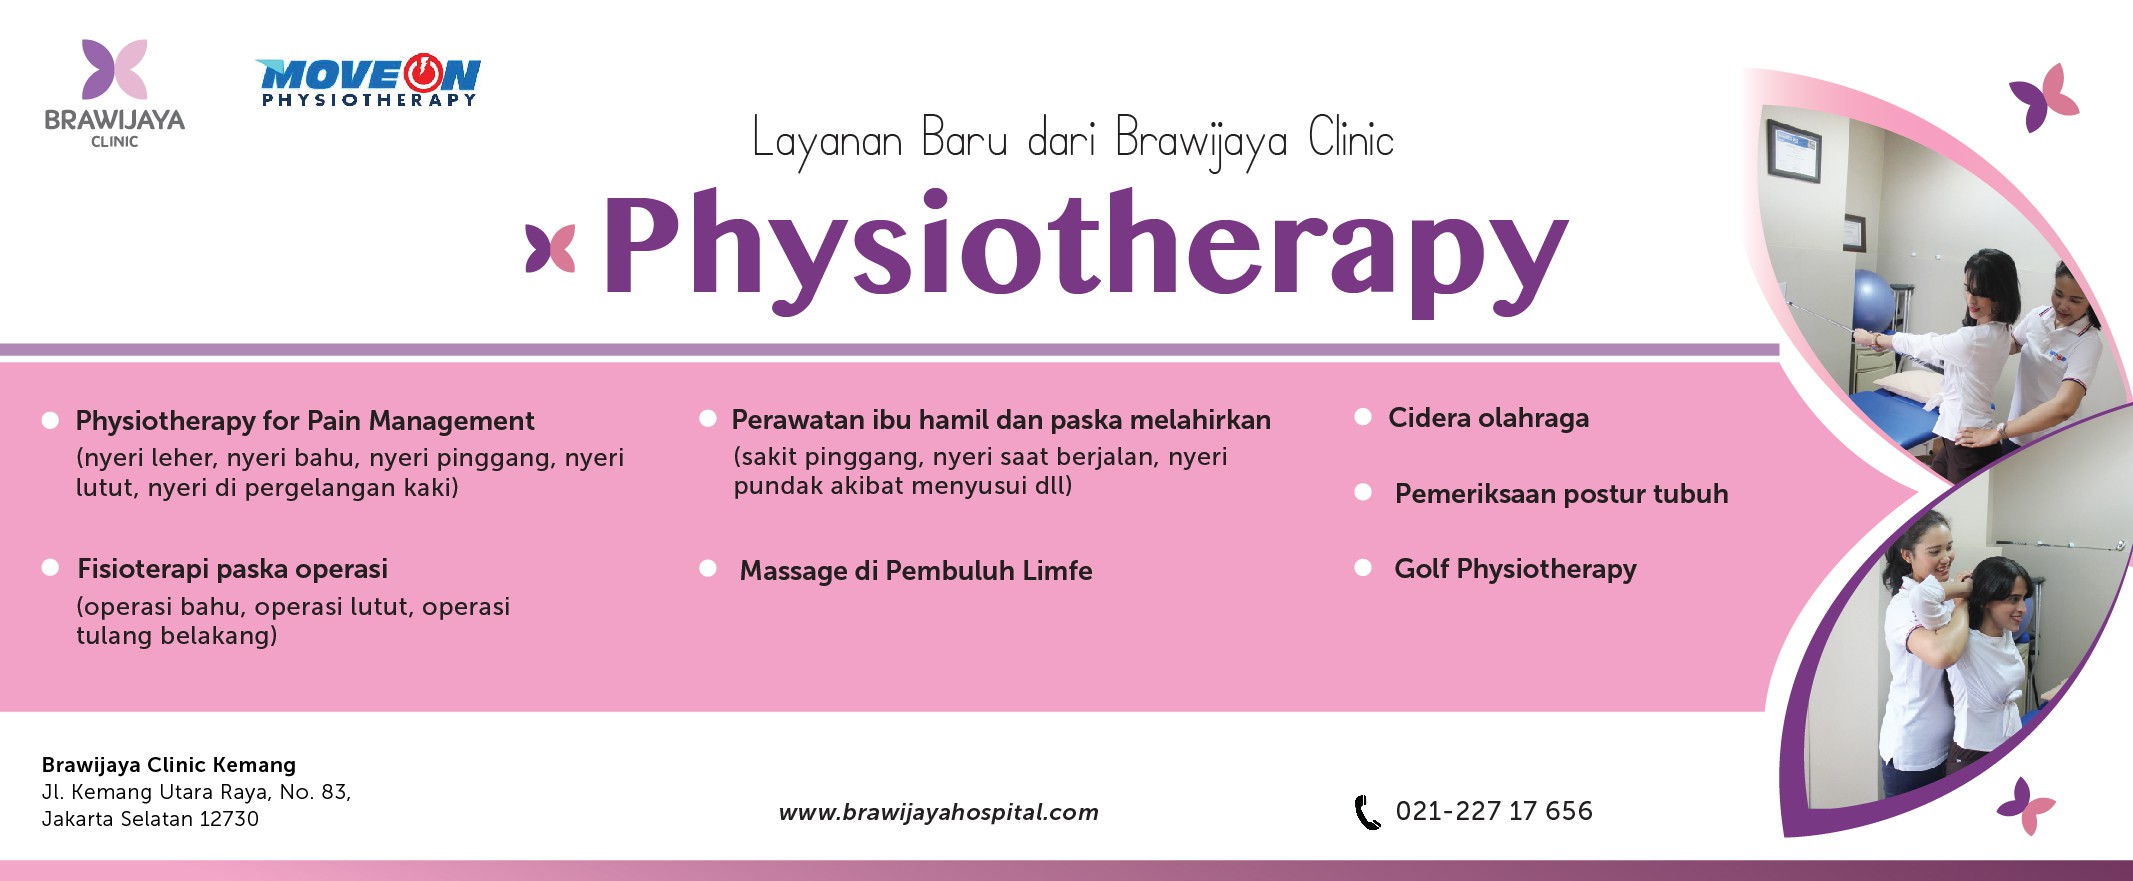 BRAWIJAYA
CLINIC
MOVEON
PHYSIOTHERAPY
Layanan Baru dari Brawijaya Clinic
Physiotherapy
Physiotherapy for Pain Management
(nyeri leher, nyeri bahu, nyeri pinggang, nyeri
lutut, nyeri di pergelangan kaki)
Fisioterapi paska operasi
(operasi bahu, operasi lutut, operasi
tulang belakang)
Perawatan ibu hamil dan paska melahirkan
(sakit pinggang, nyeri saat berjalan, nyeri
pundak akibat menyusui dll)
Massage di Pembuluh Limfe
Cidera olahraga
Pemeriksaan postur tubuh
Golf Physiotherapy
Brawijaya Clinic Kemang
Jl. Kemang Utara Raya, No. 83,
Jakarta Selatan 12730
www.brawijayahospital.com
021-227 17 656